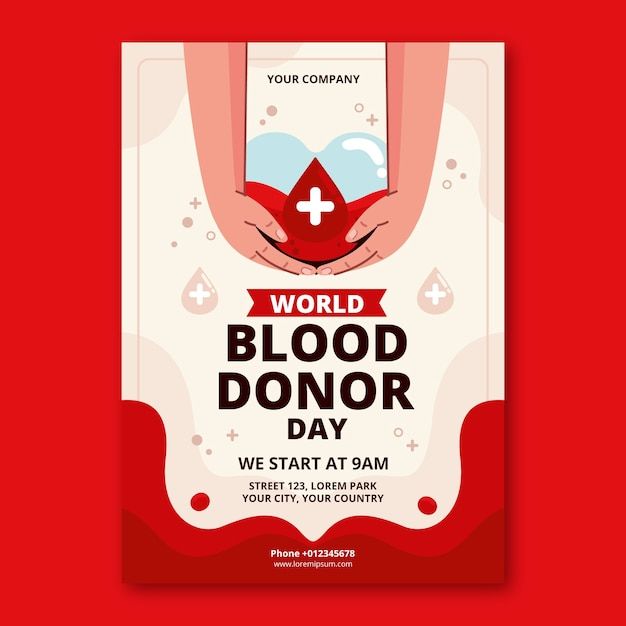 YOUR COMPANY
WORLD
BLOOD
DONOR
DAY
WE START AT 9AM
STREET 123, LOREM PARK
YOUR CITY, YOUR COUNTRY
Phone +012345678
www.loremipsum.com